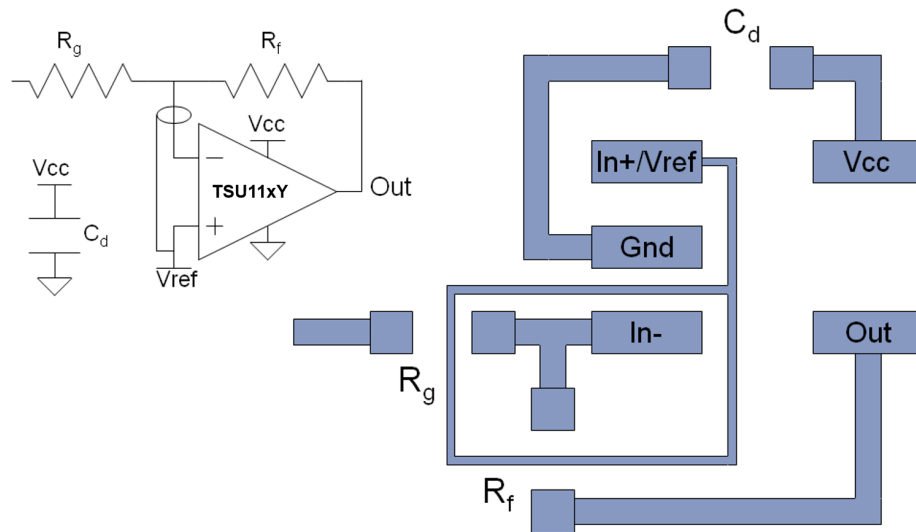 Rg
Rf
Vcc
−
TSU11xY
Out
+
Vcc
Cd
Vref
Cd
In+/Vref
Vcc
Gnd
In-
Out
Rg
Rf